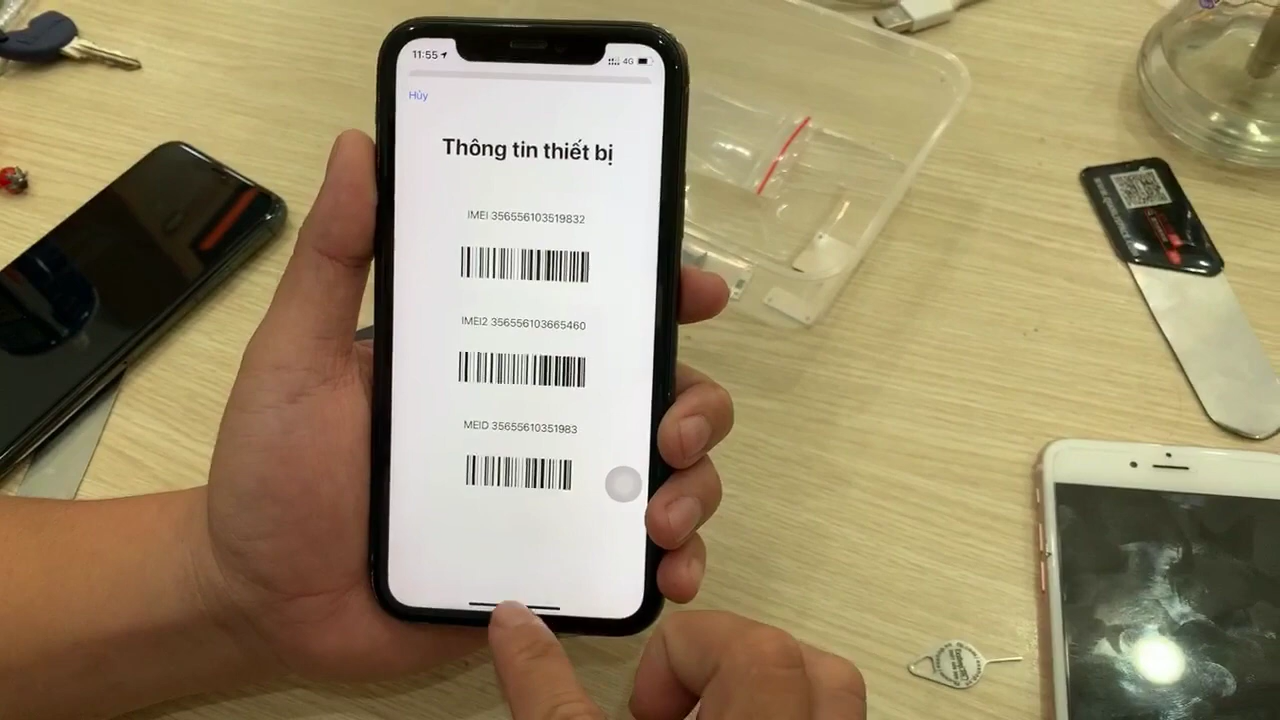 11:55
4G
Hủy
Thông tin thiết bị
IMEI 356556103519832
IMEI2 356556103665460
MEID 35655610351983